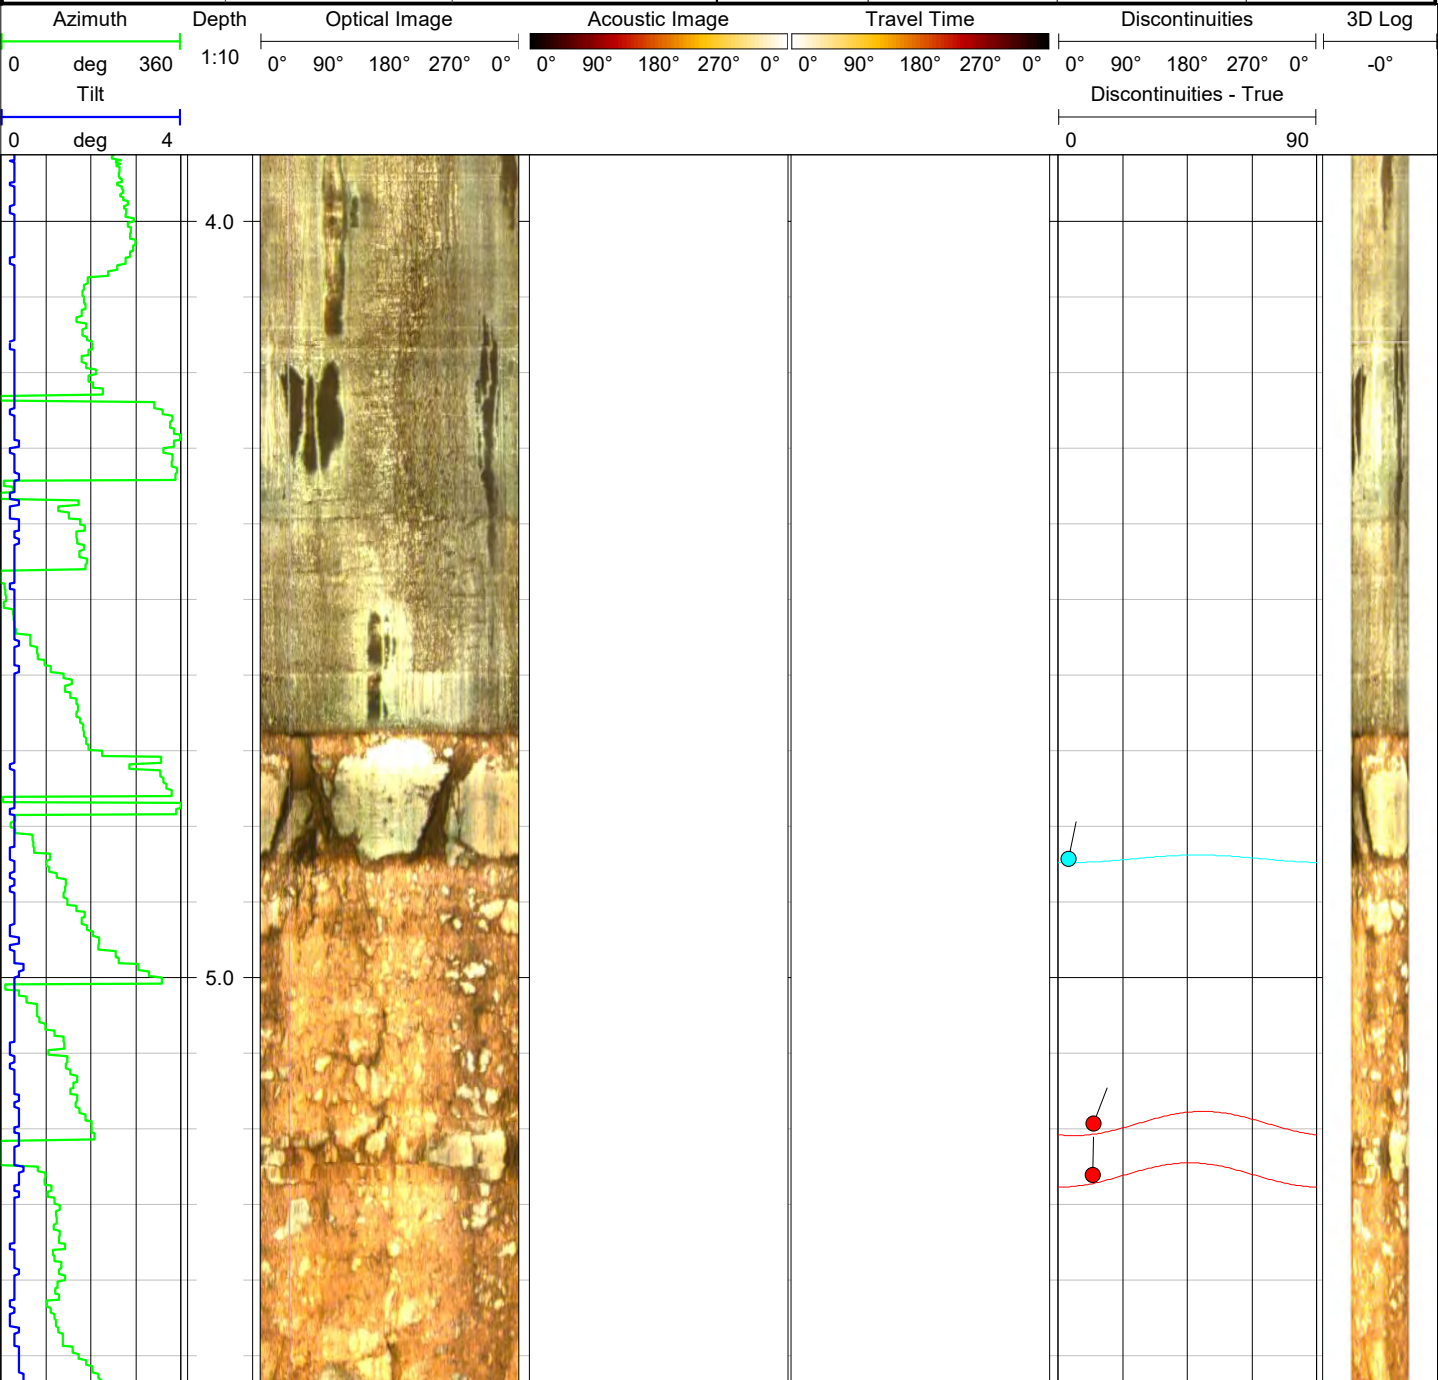 Azimuth Depth Optical Image Acoustic Image Travel Time Discontinuities 3D Log
0 deg 360 1:10 0° 90° 180° 270° 0° 0° 90° 180° 270° 0° 0° 90° 180° 270° 0° 0° 90° 180° 270° 0° -0°
Tilt Discontinuities - True
0 deg 4 0 90
4.0
5.0